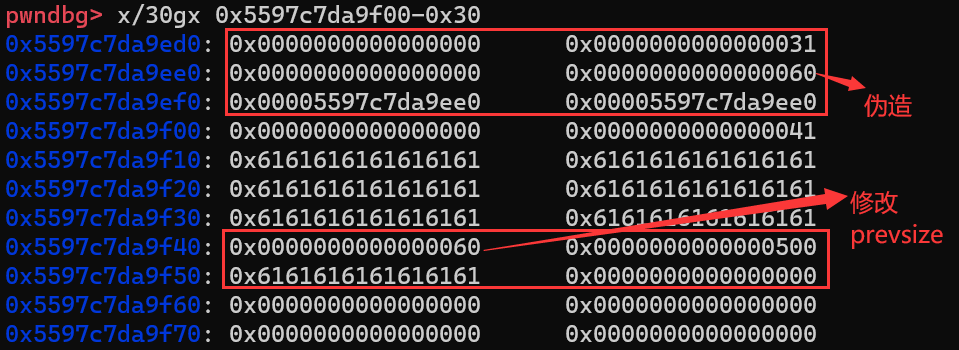 pwndbg> x/30gx 0x5597c7da9f00-0x30
0x5597c7da9ed0: 0x0000000000000000 0x0000000000000031
0x5597c7da9ee0: 0x0000000000000000 0x0000000000000060
伪造
0x5597c7da9ef0: 0x00005597c7da9ee0 0x00005597c7da9ee0
0x5597c7da9f00: 0x0000000000000000 0x0000000000000041
0x5597c7da9f10: 0x6161616161616161 0x6161616161616161
0x5597c7da9f20: 0x6161616161616161 0x6161616161616161
0x5597c7da9f30: 0x6161616161616161 0x6161616161616161
修改
prevsize
0x5597c7da9f40: 0x0000000000000060 0x0000000000000500
0x5597c7da9f50: 0x6161616161616161 0x0000000000000000
0x5597c7da9f60: 0x0000000000000000 0x0000000000000000
0x5597c7da9f70: 0x0000000000000000 0x0000000000000000